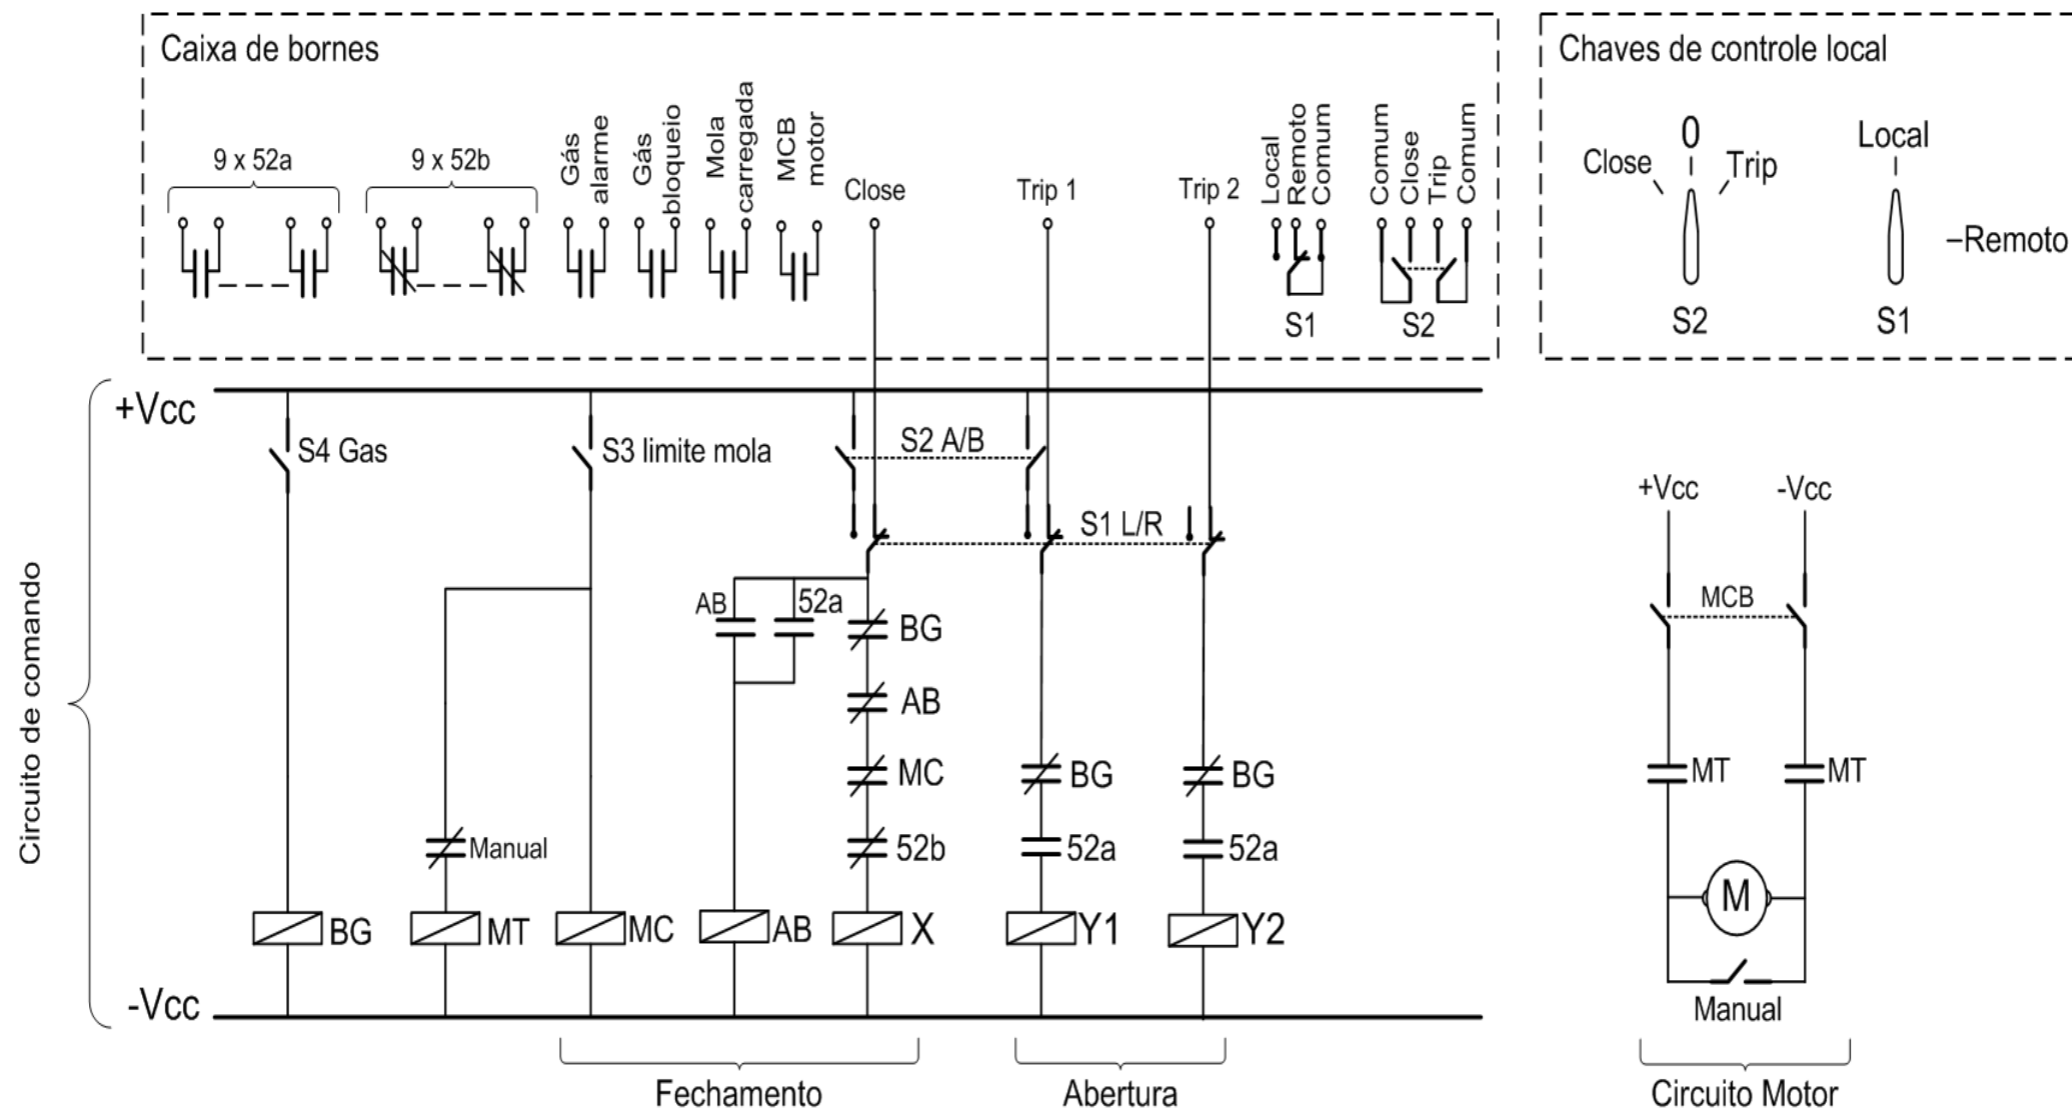 Caixa de bornes
9 x 52a
9 x 52b
Gás
alarme
Gás
bloqueio
Mola
carregada
MCB
motor
Close
Trip 1
Trip 2
Local
Remoto
Comum
Comum
Close
Trip
Comum
S1
S2
Chaves de controle local
Close
0
Trip
S2
Local
–Remoto
S1
Circuito de comando
+Vcc
S4 Gas
S3 limite mola
S2 A/B
S1 L/R
AB
52a
BG
AB
MC
BG
BG
Manual
52b
52a
52a
BG
MT
MC
AB
X
Y1
Y2
-Vcc
Fechamento
Abertura
+Vcc
-Vcc
MCB
MT
MT
M
Manual
Circuito Motor